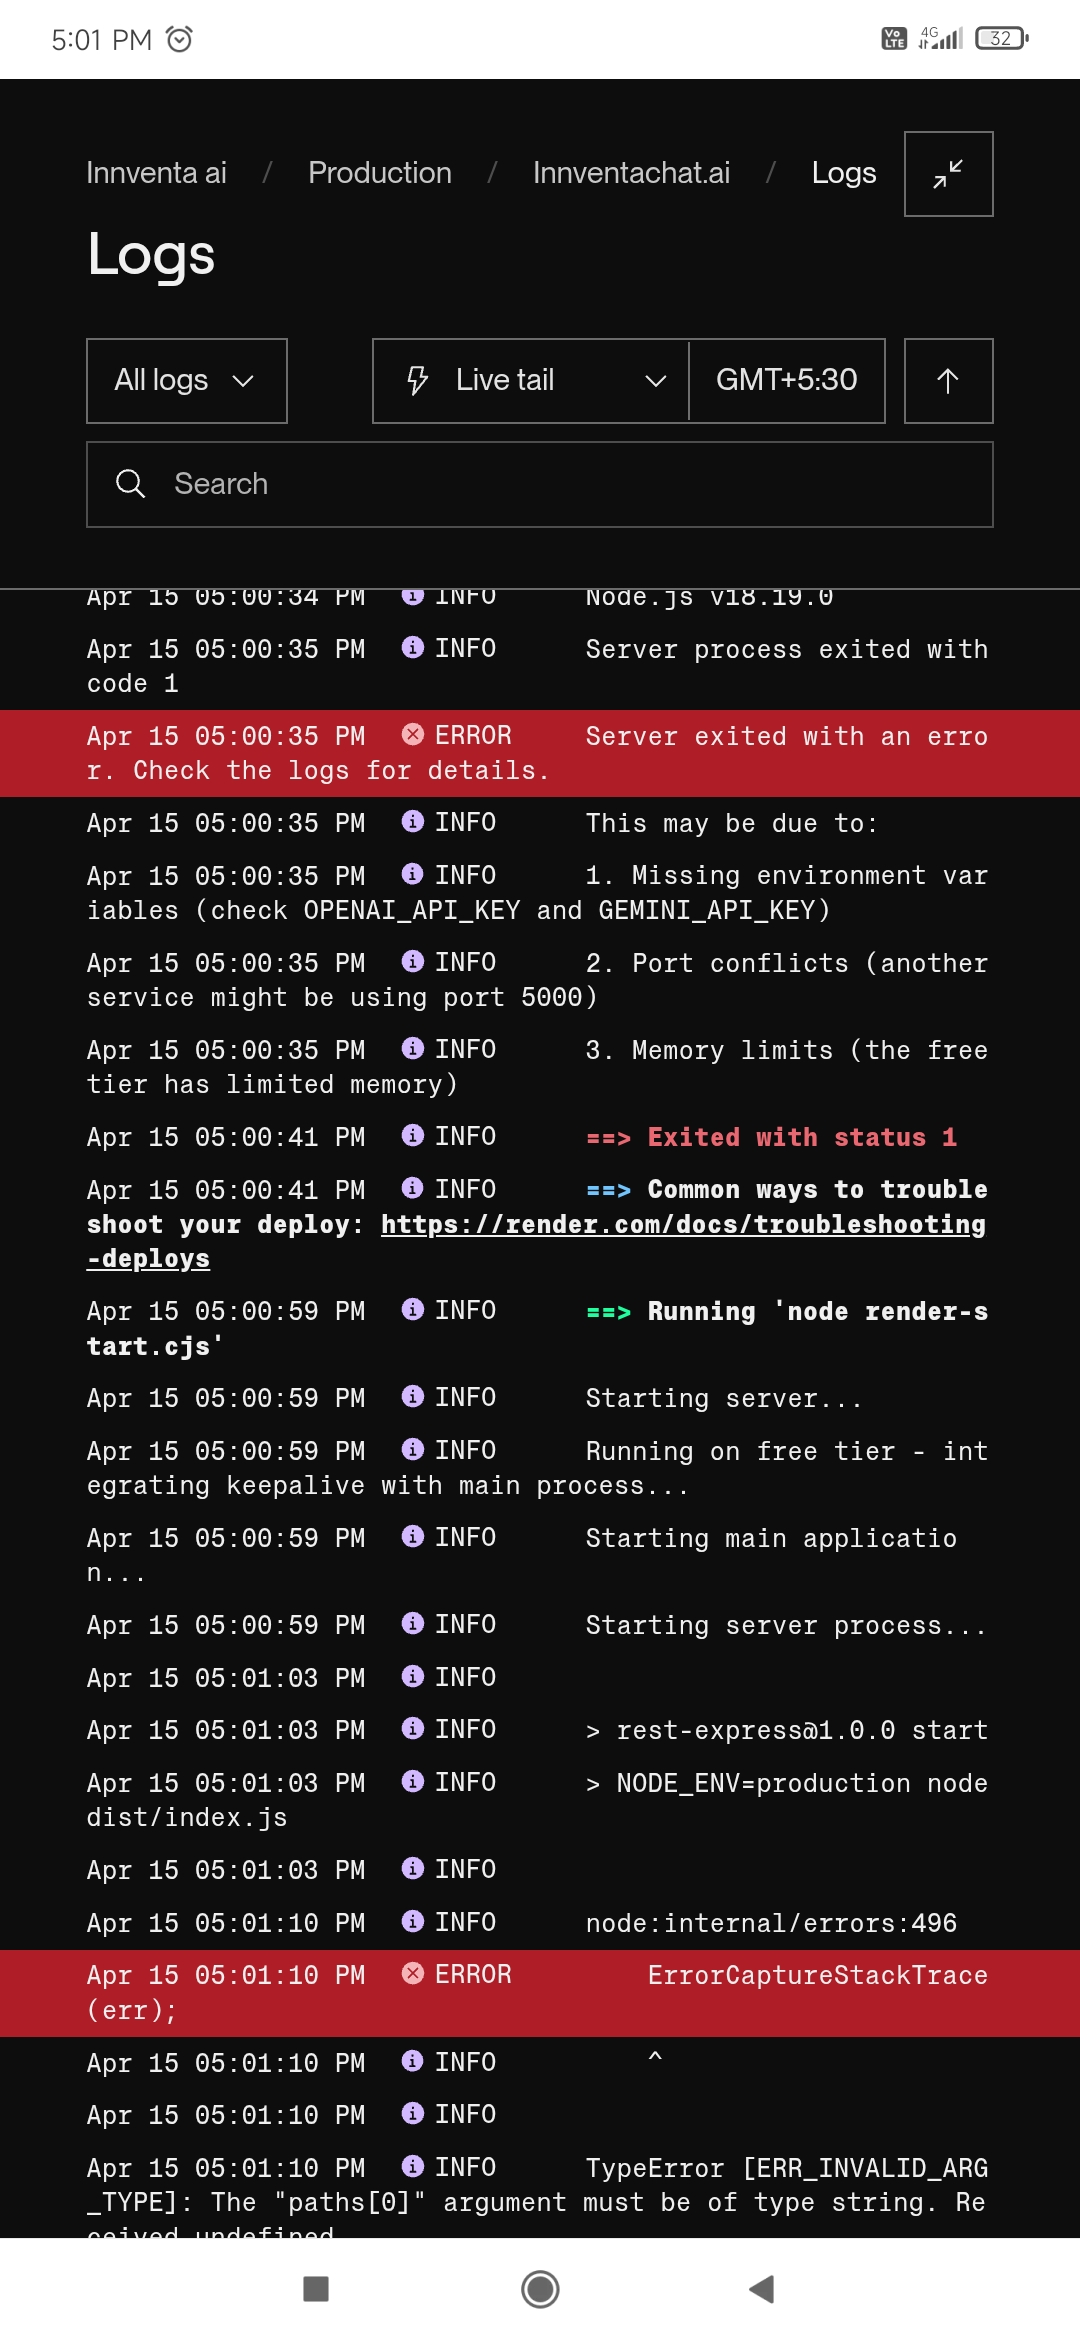 5:01 PM
Vo LTE 4G 32
Innventa ai / Production / Innventachat.ai / Logs
Logs
All logs Live tail GMT+5:30
Search
Apr 15 05:00:34 PM INFO Node.js v18.19.0
Apr 15 05:00:35 PM INFO Server process exited with
code 1
Apr 15 05:00:35 PM ERROR Server exited with an erro
r. Check the logs for details.
Apr 15 05:00:35 PM INFO This may be due to:
Apr 15 05:00:35 PM INFO 1. Missing environment var
iables (check OPENAI_API_KEY and GEMINI_API_KEY)
Apr 15 05:00:35 PM INFO 2. Port conflicts (another
service might be using port 5000)
Apr 15 05:00:35 PM INFO 3. Memory limits (the free
tier has limited memory)
Apr 15 05:00:41 PM INFO ==> Exited with status 1
Apr 15 05:00:41 PM INFO ==> Common ways to trouble
shoot your deploy: https://render.com/docs/troubleshooting
-deploys
Apr 15 05:00:59 PM INFO ==> Running 'node render-s
tart.cjs'
Apr 15 05:00:59 PM INFO Starting server...
Apr 15 05:00:59 PM INFO Running on free tier - int
egrating keepalive with main process...
Apr 15 05:00:59 PM INFO Starting main applicatio
n...
Apr 15 05:00:59 PM INFO Starting server process...
Apr 15 05:01:03 PM INFO
Apr 15 05:01:03 PM INFO > rest-express@1.0.0 start
Apr 15 05:01:03 PM INFO > NODE_ENV=production node
dist/index.js
Apr 15 05:01:03 PM INFO
Apr 15 05:01:10 PM INFO node:internal/errors:496
Apr 15 05:01:10 PM ERROR ErrorCaptureStackTrace
(err);
Apr 15 05:01:10 PM INFO ^
Apr 15 05:01:10 PM INFO
Apr 15 05:01:10 PM INFO TypeError [ERR_INVALID_ARG
_TYPE]: The "paths[0]" argument must be of type string. Re
ceived undefined